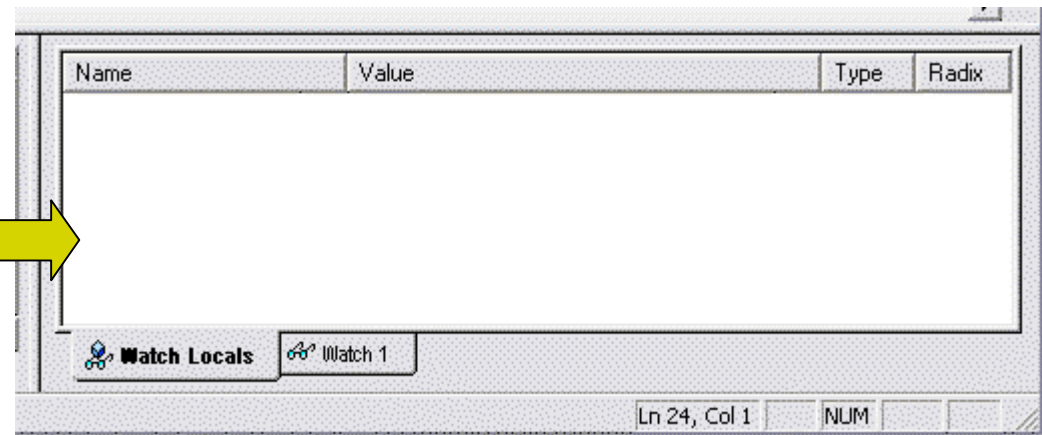 Name Value Type Radix
Watch Locals Watch 1
Ln 24, Col 1 NUM